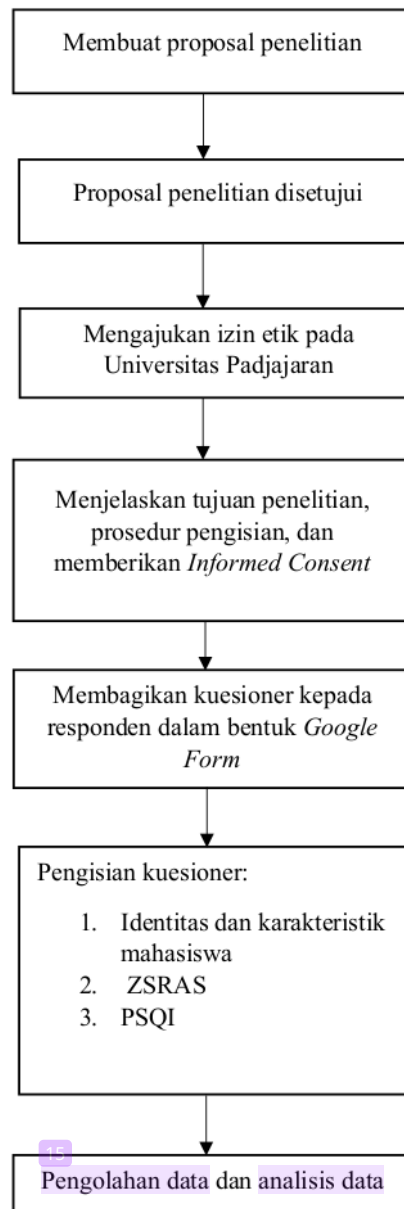 Membuat proposal penelitian
Proposal penelitian disetujui
Mengajukan izin etik pada
Universitas Padjajaran
Menjelaskan tujuan penelitian,
prosedur pengisian, dan
memberikan Informed Consent
Membagikan kuesioner kepada
responden dalam bentuk Google
Form
Pengisian kuesioner:
1. Identitas dan karakteristik
mahasiswa
2. ZSRAS
3. PSQI
15
Pengolahan data dan analisis data